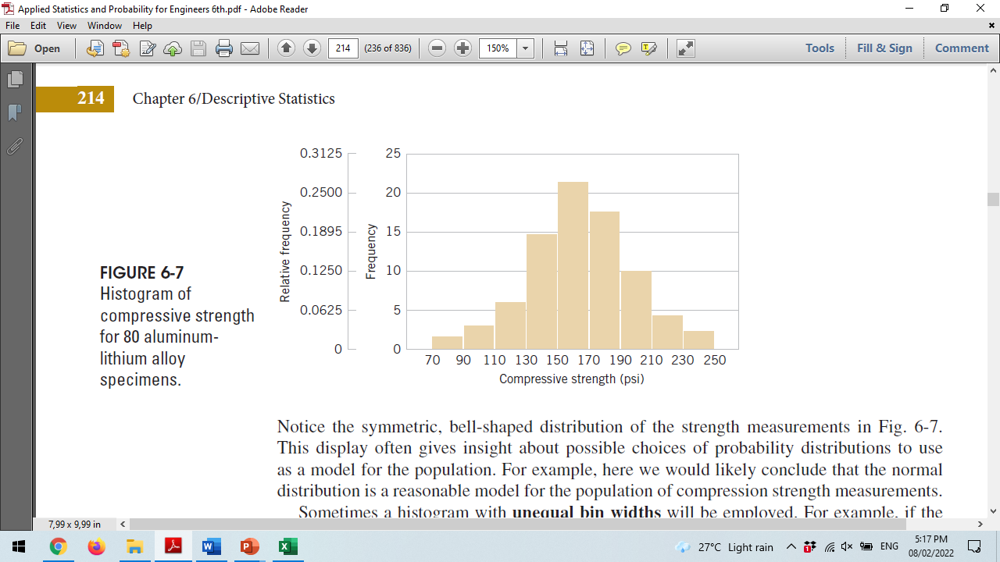 Applied Statistics and Probability for Engineers 6th.pdf - Adobe Reader
File Edit View Window Help
Open 214 (236 of 836) 150% Tools Fill & Sign Comment
214 Chapter 6/Descriptive Statistics
0.3125 25
0.2500 20
0.1895 15
0.1250 10
0.0625 5
0 0
Relative frequency
Frequency
70 90 110 130 150 170 190 210 230 250
Compressive strength (psi)
FIGURE 6-7
Histogram of
compressive strength
for 80 aluminum-
lithium alloy
specimens.
Notice the symmetric, bell-shaped distribution of the strength measurements in Fig. 6-7.
This display often gives insight about possible choices of probability distributions to use
as a model for the population. For example, here we would likely conclude that the normal
distribution is a reasonable model for the population of compression strength measurements.
Sometimes a histogram with unequal bin widths will be employed. For example, if the
7,99 x 9,99 in
27°C Light rain 1 ENG 5:17 PM
08/02/2022